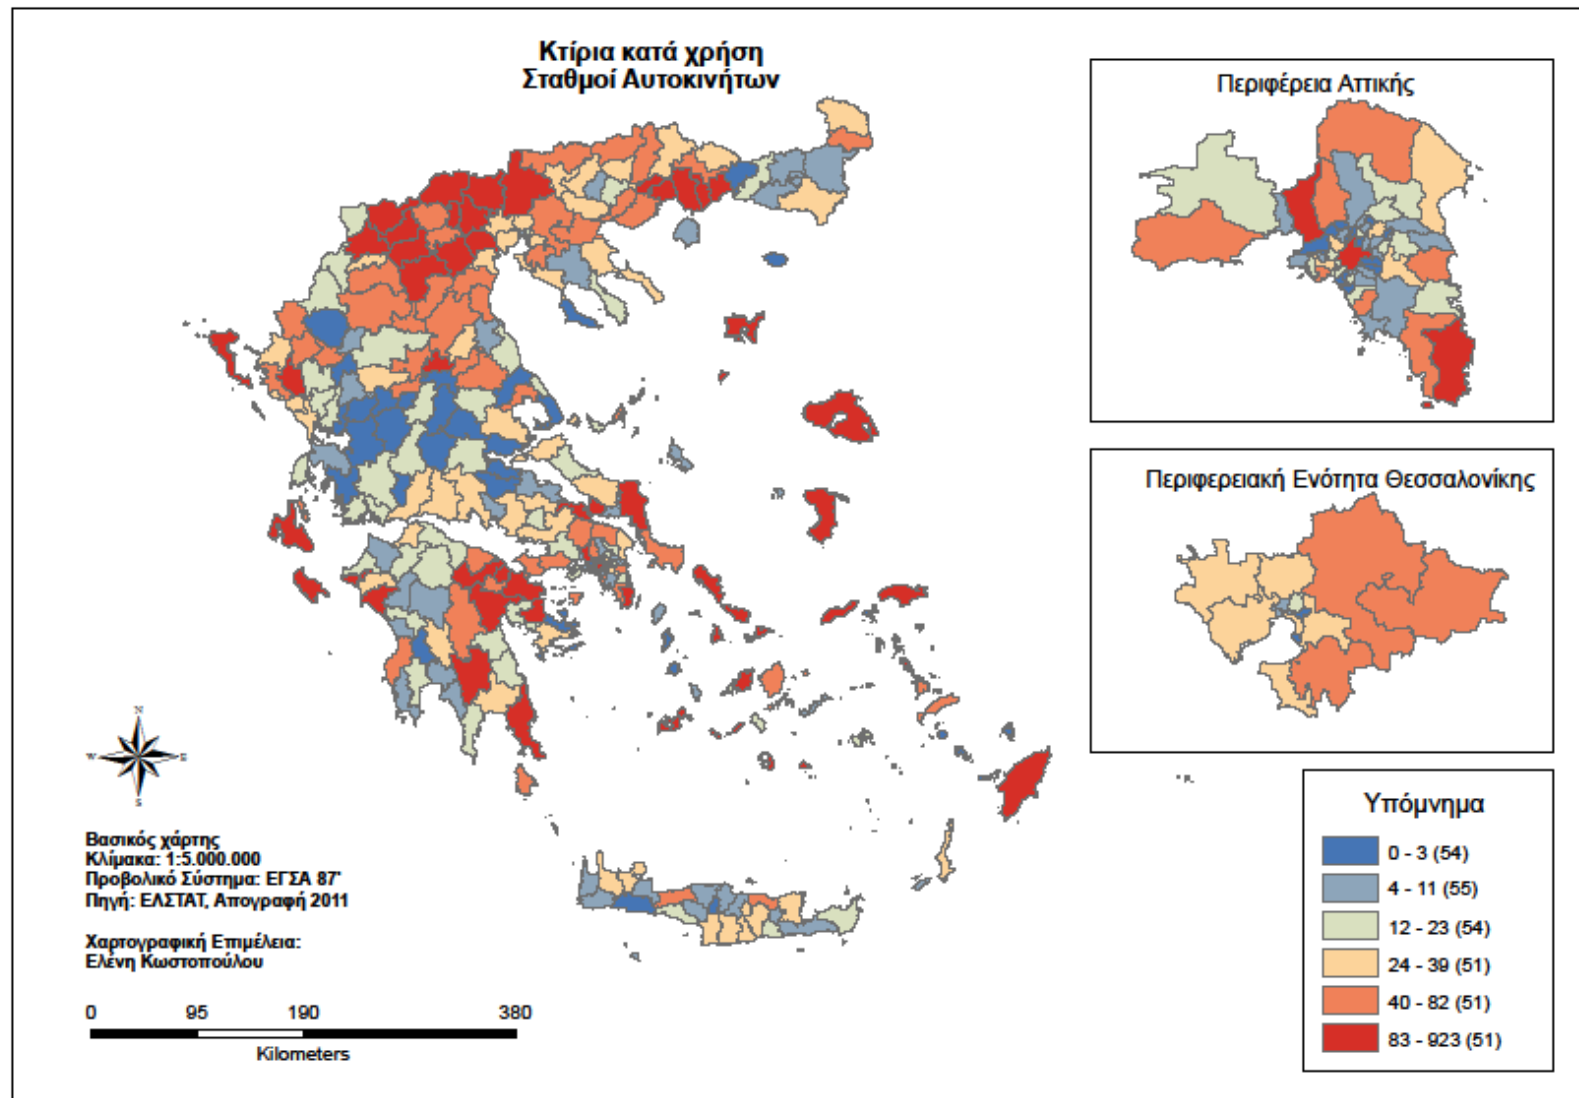 Κτίρια κατά χρήση
Σταθμοί Αυτοκινήτων
Περιφέρεια Αττικής
Περιφερειακή Ενότητα Θεσσαλονίκης
N
W
E
S
Βασικός χάρτης
Κλίμακα: 1:5.000.000
Προβολικό Σύστημα: ΕΓΣΑ 87'
Πηγή: ΕΛΣΤΑΤ, Απογραφή 2011
Χαρτογραφική Επιμέλεια:
Ελένη Κωστοπούλου
0 95 190 380
Kilometers
Υπόμνημα
0 - 3 (54)
4 - 11 (55)
12 - 23 (54)
24 - 39 (51)
40 - 82 (51)
83 - 923 (51)